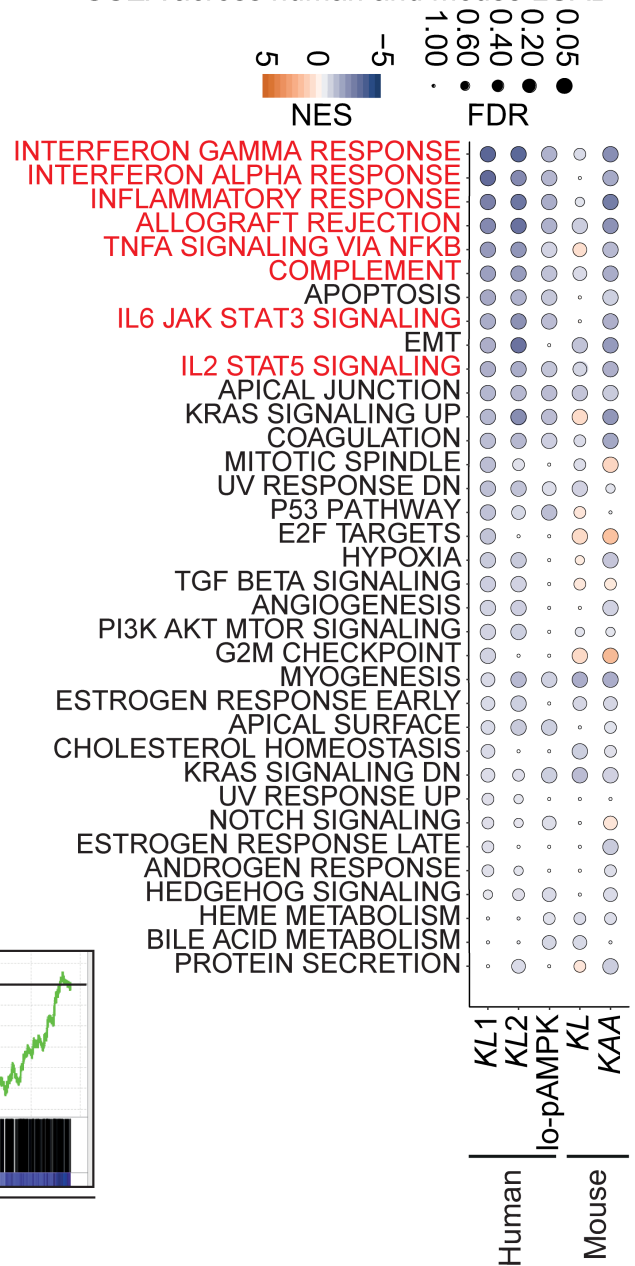 5
0
-5
NES
1.00
0.60
0.40
0.20
0.05
FDR
INTERFERON GAMMA RESPONSE
INTERFERON ALPHA RESPONSE
INFLAMMATORY RESPONSE
ALLOGRAFT REJECTION
TNFA SIGNALING VIA NFKB
COMPLEMENT
APOPTOSIS
IL6 JAK STAT3 SIGNALING
EMT
IL2 STAT5 SIGNALING
APICAL JUNCTION
KRAS SIGNALING UP
COAGULATION
MITOTIC SPINDLE
UV RESPONSE DN
P53 PATHWAY
E2F TARGETS
HYPOXIA
TGF BETA SIGNALING
ANGIOGENESIS
PI3K AKT MTOR SIGNALING
G2M CHECKPOINT
MYOGENESIS
ESTROGEN RESPONSE EARLY
APICAL SURFACE
CHOLESTEROL HOMEOSTASIS
KRAS SIGNALING DN
UV RESPONSE UP
NOTCH SIGNALING
ESTROGEN RESPONSE LATE
ANDROGEN RESPONSE
HEDGEHOG SIGNALING
HEME METABOLISM
BILE ACID METABOLISM
PROTEIN SECRETION
KL1
KL2
lo-pAMPK
KL
KAA
Human
Mouse